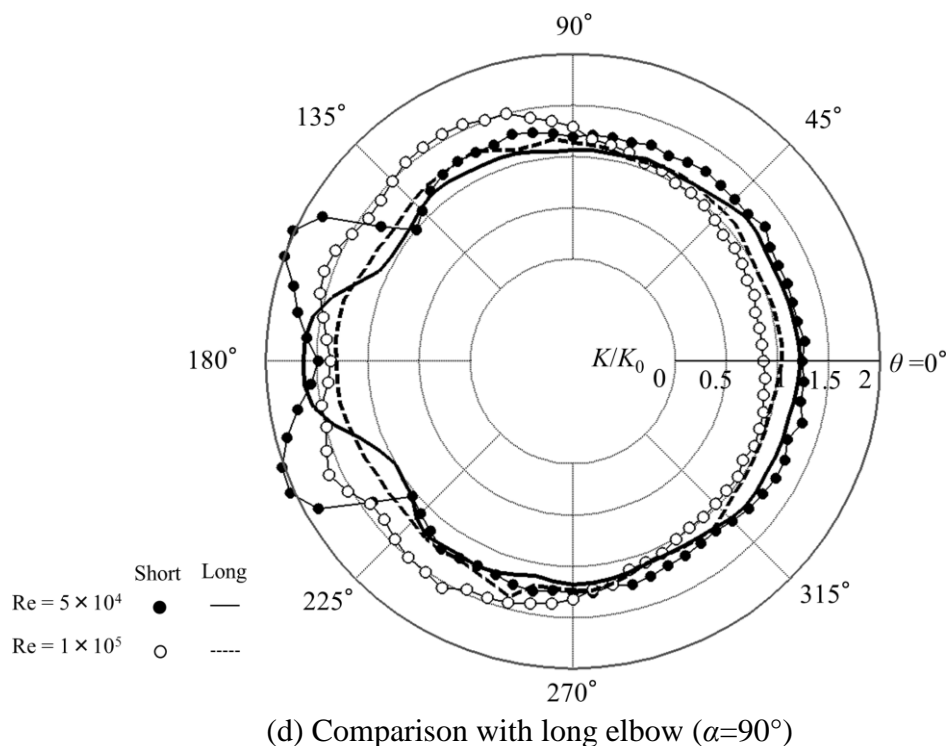 90°
135°
45°
180°
K/K₀
0 0.5 1 1.5 2
θ =0°
Short Long
Re = 5 × 10⁴
Re = 1 × 10⁵
225°
315°
270°
(d) Comparison with long elbow (α=90°)